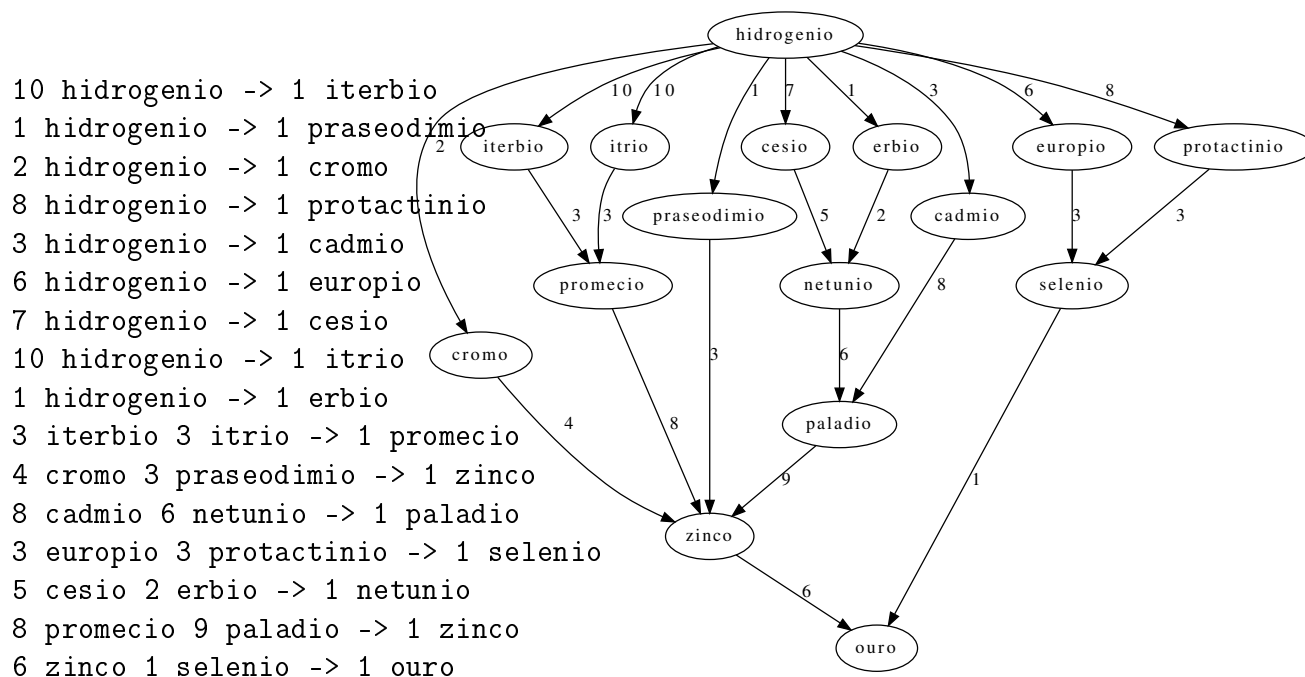 10 hidrogenio -> 1 iterbio
1 hidrogenio -> 1 praseodimio
2 hidrogenio -> 1 cromo
8 hidrogenio -> 1 protactinio
3 hidrogenio -> 1 cadmio
6 hidrogenio -> 1 europio
7 hidrogenio -> 1 cesio
10 hidrogenio -> 1 itrio
1 hidrogenio -> 1 erbio
3 iterbio 3 itrio -> 1 promecio
4 cromo 3 praseodimio -> 1 zinco
8 cadmio 6 netunio -> 1 paladio
3 europio 3 protactinio -> 1 selenio
5 cesio 2 erbio -> 1 netunio
8 promecio 9 paladio -> 1 zinco
6 zinco 1 selenio -> 1 ouro
hidrogenio
10 10 1 7 1 3 6 8
2 iterbio itrio cesio erbio europio protactinio
3 3 praseodimio 5 2 cadmio 3 3
promecio netunio 8 selenio
cromo 3 6
4 8 paladio
9 1
zinco
6
ouro